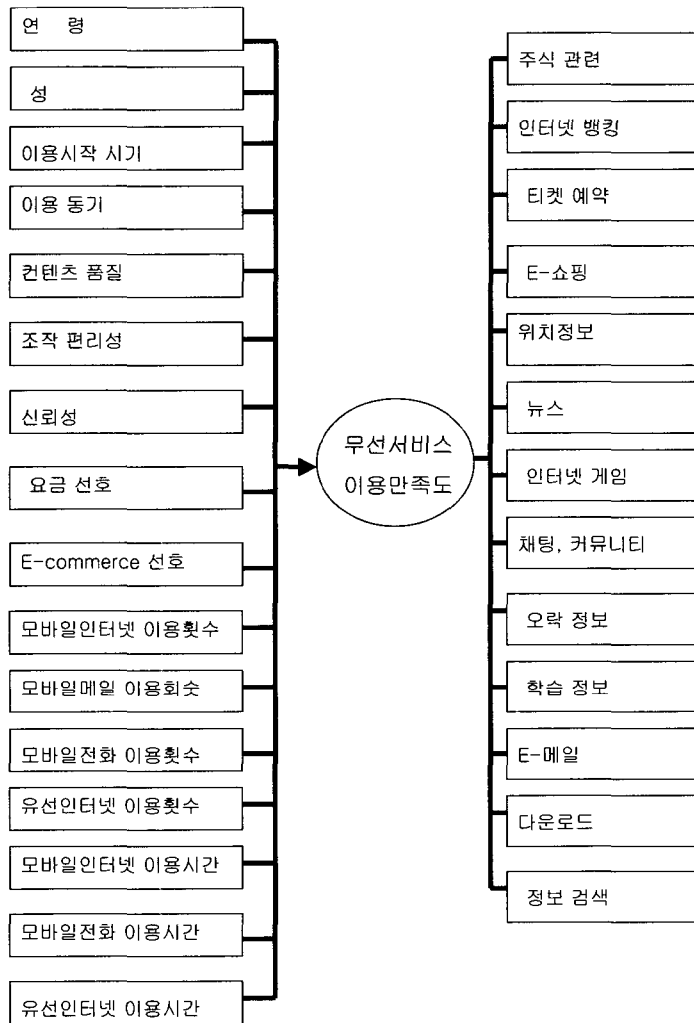 연 령
성
이용시작 시기
이용 동기
컨텐츠 품질
조작 편리성
신뢰성
요금 선호
E-commerce 선호
모바일인터넷 이용횟수
모바일메일 이용회숫
모바일전화 이용횟수
유선인터넷 이용횟수
모바일인터넷 이용시간
모바일전화 이용시간
유선인터넷 이용시간
무선서비스
이용만족도
주식 관련
인터넷 뱅킹
티켓 예약
E-쇼핑
위치정보
뉴스
인터넷 게임
채팅, 커뮤니티
오락 정보
학습 정보
E-메일
다운로드
정보 검색